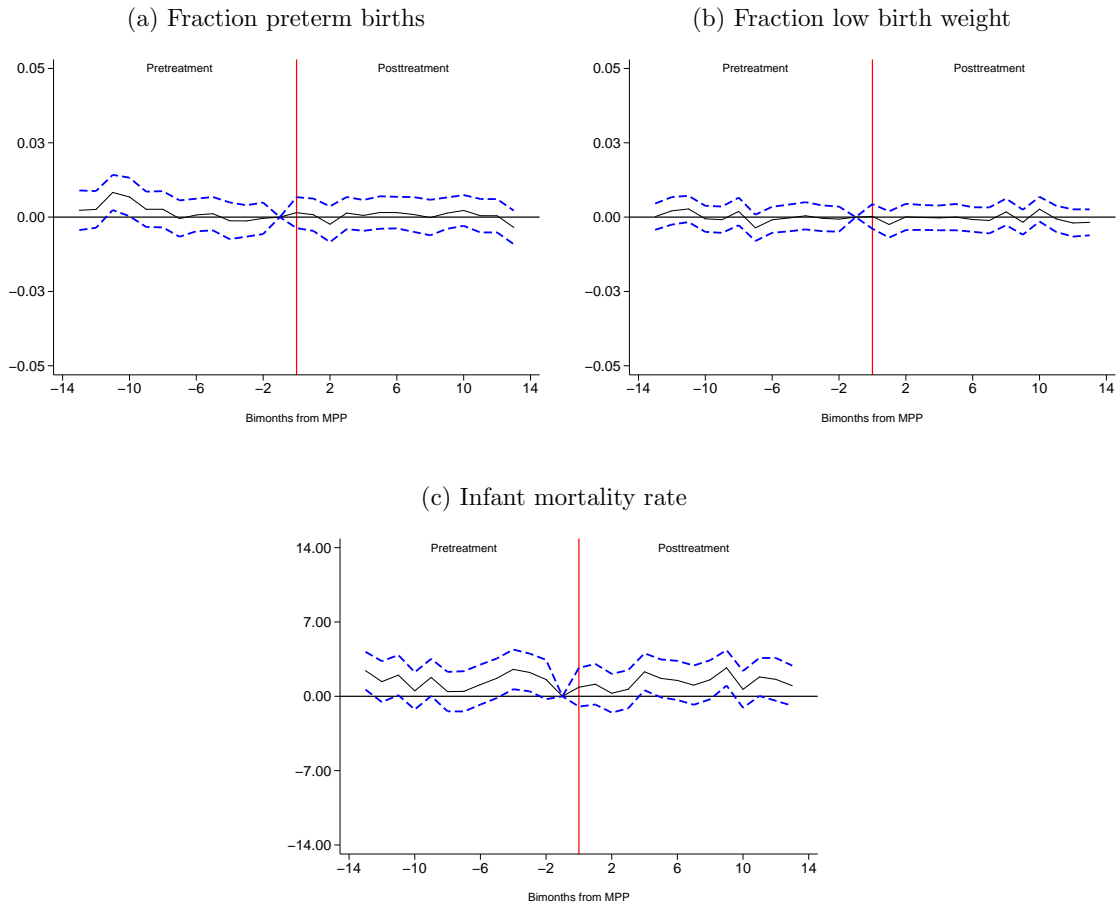 (a) Fraction preterm births
(b) Fraction low birth weight
Pretreatment
Posttreatment
0.05
0.03
0.00
−0.03
−0.05
−14 −10 −6 −2 2 6 10 14
Bimonths from MPP
Pretreatment
Posttreatment
0.05
0.03
0.00
−0.03
−0.05
−14 −10 −6 −2 2 6 10 14
Bimonths from MPP
(c) Infant mortality rate
Pretreatment
Posttreatment
14.00
7.00
0.00
−7.00
−14.00
−14 −10 −6 −2 2 6 10 14
Bimonths from MPP